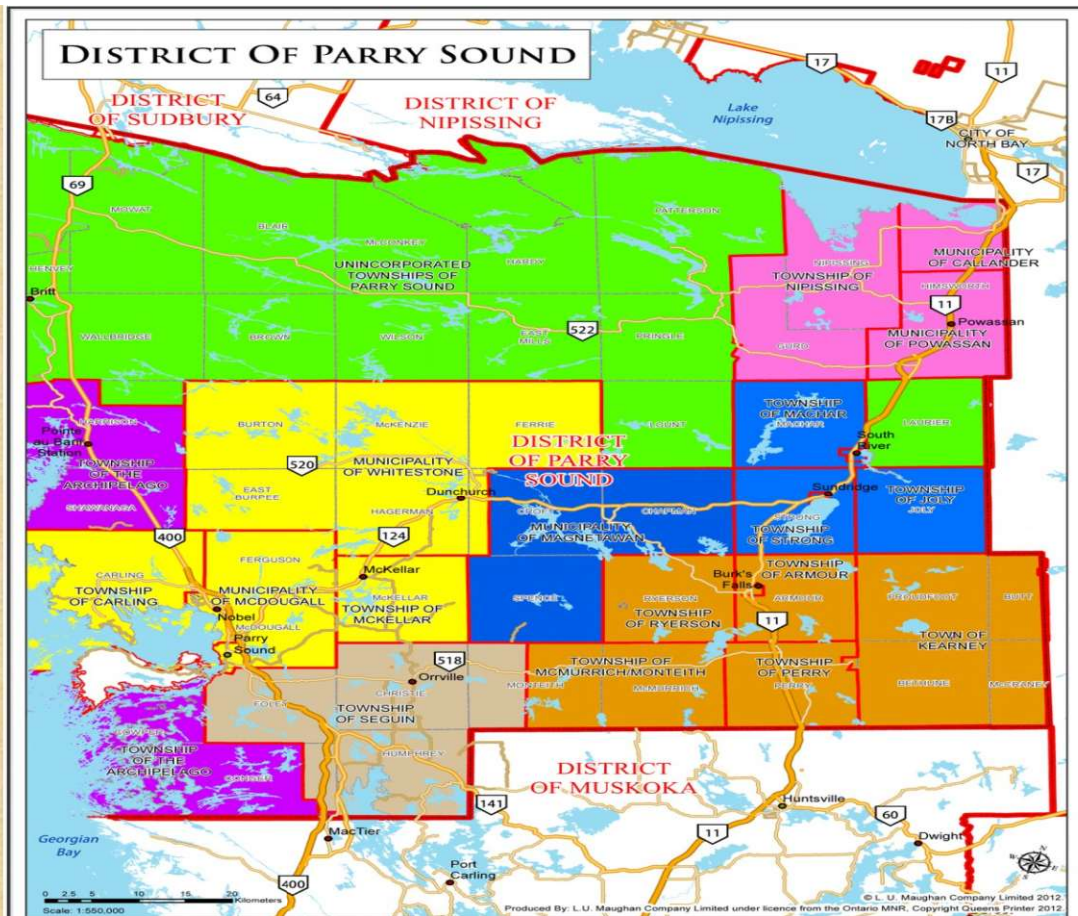 DISTRICT OF PARRY SOUND
DISTRICT
OF SUDBURY
64
DISTRICT OF
NIPISSING
17
11
Lake
Nipissing
17B
CITY OF
NORTH BAY
17
69
MOWAT
BLAIR
McCONKEY
HARDY
PATTERSON
UNINCORPORATED
TOWNSHIPS OF
PARRY SOUND
NIPISSING
TOWNSHIP OF
NIPISSING
MUNICIPALITY
OF CALLANDER
HIMSWORTH
HENVEY
Britt
11
Powassan
MUNICIPALITY
OF POWASSAN
WALLBRIDGE
BROWN
WILSON
EAST
MILLS
522
PRINGLE
GURD
HARRISON
Pointe
au Baril
Station
TOWNSHIP
OF THE
ARCHIPELAGO
SHAWANAGA
BURTON
McKENZIE
FERRIE
LOUNT
TOWNSHIP
OF MACHAR
MACHAR
LAURIER
South
River
DISTRICT
OF PARRY
SOUND
520
MUNICIPALITY
OF WHITESTONE
EAST
BURPEE
Dunchurch
HAGERMAN
Sundridge
TOWNSHIP
OF JOLY
JOLY
CHAPMAN
MUNICIPALITY
OF MAGNETAWAN
STRONG
TOWNSHIP
OF STRONG
400
124
CARLING
TOWNSHIP
OF CARLING
FERGUSON
McKellar
MUNICIPALITY
OF MCDOUGALL
McKELLAR
TOWNSHIP OF
MCKELLAR
Nobel
McDOUGALL
Parry
Sound
SPENCE
TOWNSHIP
OF ARMOUR
Burk's
Falls
RYERSON
TOWNSHIP OF
RYERSON
ARMOUR
PROUDFOOT
BUTT
11
TOWN OF
KEARNEY
518
Orrville
CHRISTIE
TOWNSHIP
OF SEGUIN
FOLEY
MONTEITH
TOWNSHIP OF
MCMURRICH/MONTEITH
McMURRICH
TOWNSHIP
OF PERRY
PERRY
BETHUNE
McCRANEY
COWPER
TOWNSHIP
OF THE
ARCHIPELAGO
CONGER
HUMPHREY
DISTRICT
OF MUSKOKA
141
Huntsville
60
Georgian
Bay
MacTier
11
Dwight
Port
Carling
400
N
E
S
W
0 2.5 5 10 15 20
Kilometers
Scale: 1:550,000
© L. U. Maughan Company Limited 2012.
Produced By: L.U. Maughan Company Limited under licence from the Ontario MNR, Copyright Queens Printer 2012.